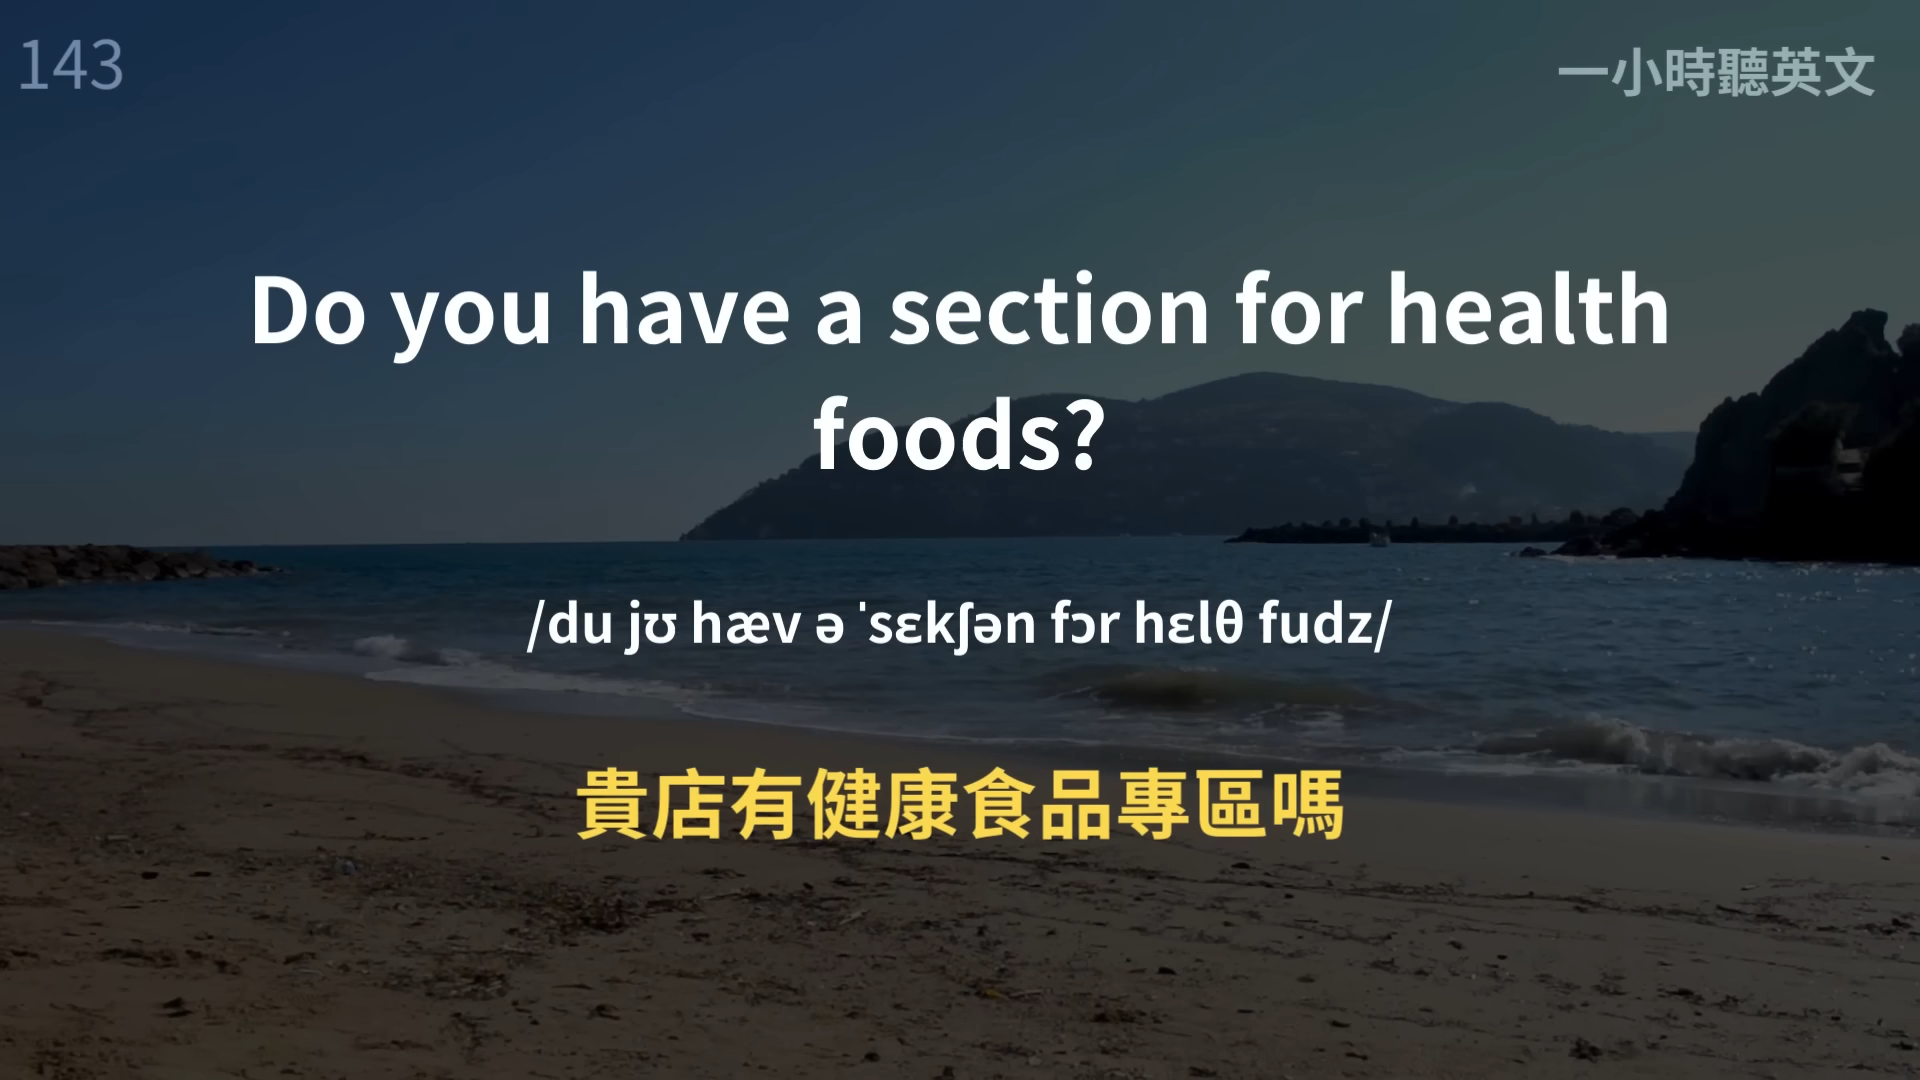 143
一小時聽英文
Do you have a section for health
foods?
/du jʊ hæv ə ˈsɛkʃən fɔr hɛlθ fudz/
貴店有健康食品專區嗎